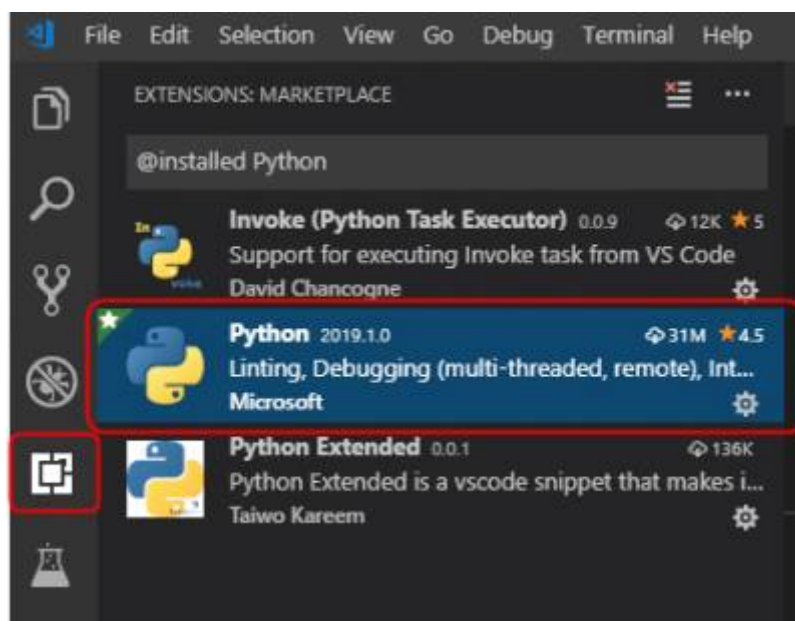 File Edit Selection View Go Debug Terminal Help
EXTENSIONS: MARKETPLACE
@installed Python
Invoke (Python Task Executor) 0.0.9 12K 5
Support for executing Invoke task from VS Code
David Chancogne
Python 2019.1.0 31M 4.5
Linting, Debugging (multi-threaded, remote), Int...
Microsoft
Python Extended 0.0.1 136K
Python Extended is a vscode snippet that makes i...
Taiwo Kareem